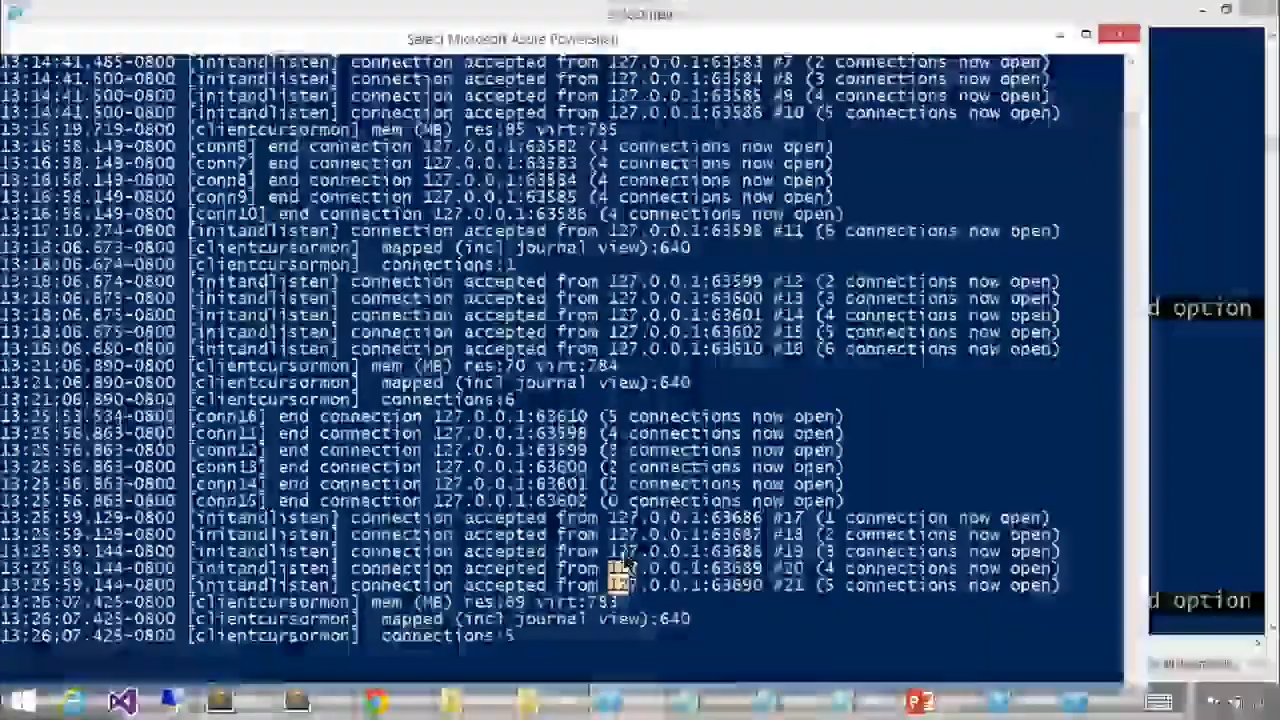 Select Microsoft Azure Powershell
13:14:41.485-0800 [initandlisten] connection accepted from 127.0.0.1:63583 #7 (2 connections now open)
13:14:41.500-0800 [initandlisten] connection accepted from 127.0.0.1:63584 #8 (3 connections now open)
13:14:41.500-0800 [initandlisten] connection accepted from 127.0.0.1:63585 #9 (4 connections now open)
13:14:41.500-0800 [initandlisten] connection accepted from 127.0.0.1:63586 #10 (5 connections now open)
13:15:19.719-0800 [clientcursormon] mem (MB) res:85 virt:785
13:16:58.149-0800 [conn6] end connection 127.0.0.1:63582 (4 connections now open)
13:16:58.149-0800 [conn7] end connection 127.0.0.1:63583 (4 connections now open)
13:16:58.149-0800 [conn8] end connection 127.0.0.1:63584 (4 connections now open)
13:16:58.149-0800 [conn9] end connection 127.0.0.1:63585 (4 connections now open)
13:16:58.149-0800 [conn10] end connection 127.0.0.1:63586 (4 connections now open)
13:17:10.274-0800 [initandlisten] connection accepted from 127.0.0.1:63598 #11 (6 connections now open)
13:18:06.673-0800 [clientcursormon] mapped (incl journal view):640
13:18:06.674-0800 [clientcursormon] connections:1
13:18:06.674-0800 [initandlisten] connection accepted from 127.0.0.1:63599 #12 (2 connections now open)
13:18:06.675-0800 [initandlisten] connection accepted from 127.0.0.1:63600 #13 (3 connections now open)
13:18:06.675-0800 [initandlisten] connection accepted from 127.0.0.1:63601 #14 (4 connections now open)
13:18:06.675-0800 [initandlisten] connection accepted from 127.0.0.1:63602 #15 (5 connections now open)
13:18:06.680-0800 [initandlisten] connection accepted from 127.0.0.1:63610 #16 (6 connections now open)
13:21:06.890-0800 [clientcursormon] mem (MB) res:70 virt:784
13:21:06.890-0800 [clientcursormon] mapped (incl journal view):640
13:21:06.890-0800 [clientcursormon] connections:6
13:25:53.534-0800 [conn16] end connection 127.0.0.1:63610 (5 connections now open)
13:25:56.863-0800 [conn11] end connection 127.0.0.1:63598 (4 connections now open)
13:25:56.863-0800 [conn12] end connection 127.0.0.1:63599 (3 connections now open)
13:25:56.863-0800 [conn13] end connection 127.0.0.1:63600 (2 connections now open)
13:25:56.863-0800 [conn14] end connection 127.0.0.1:63601 (2 connections now open)
13:25:56.863-0800 [conn15] end connection 127.0.0.1:63602 (0 connections now open)
13:25:59.129-0800 [initandlisten] connection accepted from 127.0.0.1:63686 #17 (1 connection now open)
13:25:59.129-0800 [initandlisten] connection accepted from 127.0.0.1:63687 #18 (2 connections now open)
13:25:59.144-0800 [initandlisten] connection accepted from 127.0.0.1:63688 #19 (3 connections now open)
13:25:59.144-0800 [initandlisten] connection accepted from 127.0.0.1:63689 #20 (4 connections now open)
13:25:59.144-0800 [initandlisten] connection accepted from 127.0.0.1:63690 #21 (5 connections now open)
13:26:07.425-0800 [clientcursormon] mem (MB) res:69 virt:783
13:26:07.425-0800 [clientcursormon] mapped (incl journal view):640
13:26:07.425-0800 [clientcursormon] connections:5
d option
d option